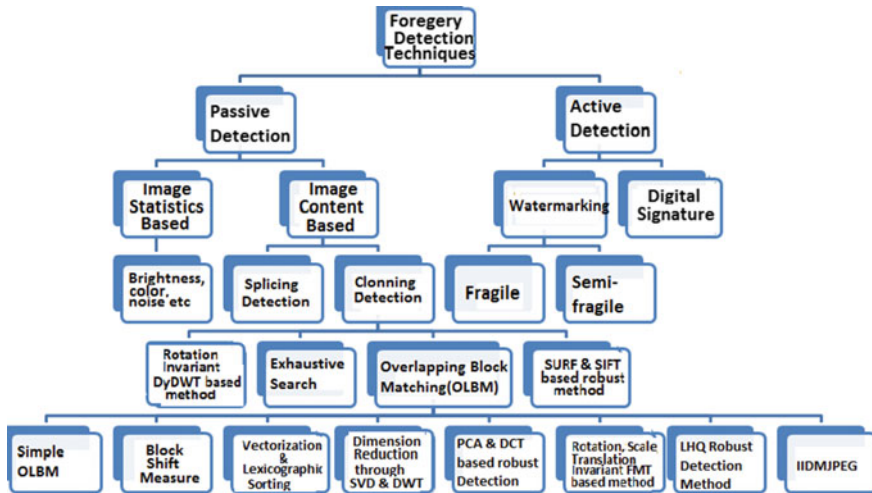 Foregery
Detection
Techniques
Passive
Detection
Active
Detection
Image
Statistics
Based
Image
Content
Based
Watermarking
Digital
Signature
Brightness,
color,
noise etc
Splicing
Detection
Clonning
Detection
Fragile
Semi-
fragile
Rotation
Invariant
DyDWT based
method
Exhaustive
Search
Overlapping Block
Matching(OLBM)
SURF & SIFT
based robust
method
Simple
OLBM
Block
Shift
Measure
Vectorization
&
Lexicographic
Sorting
Dimension
Reduction
through
SVD & DWT
PCA & DCT
based robust
Detection
Rotation, Scale
Translation
Invariant FMT
based method
LHQ Robust
Detection
Method
IIDMJPEG